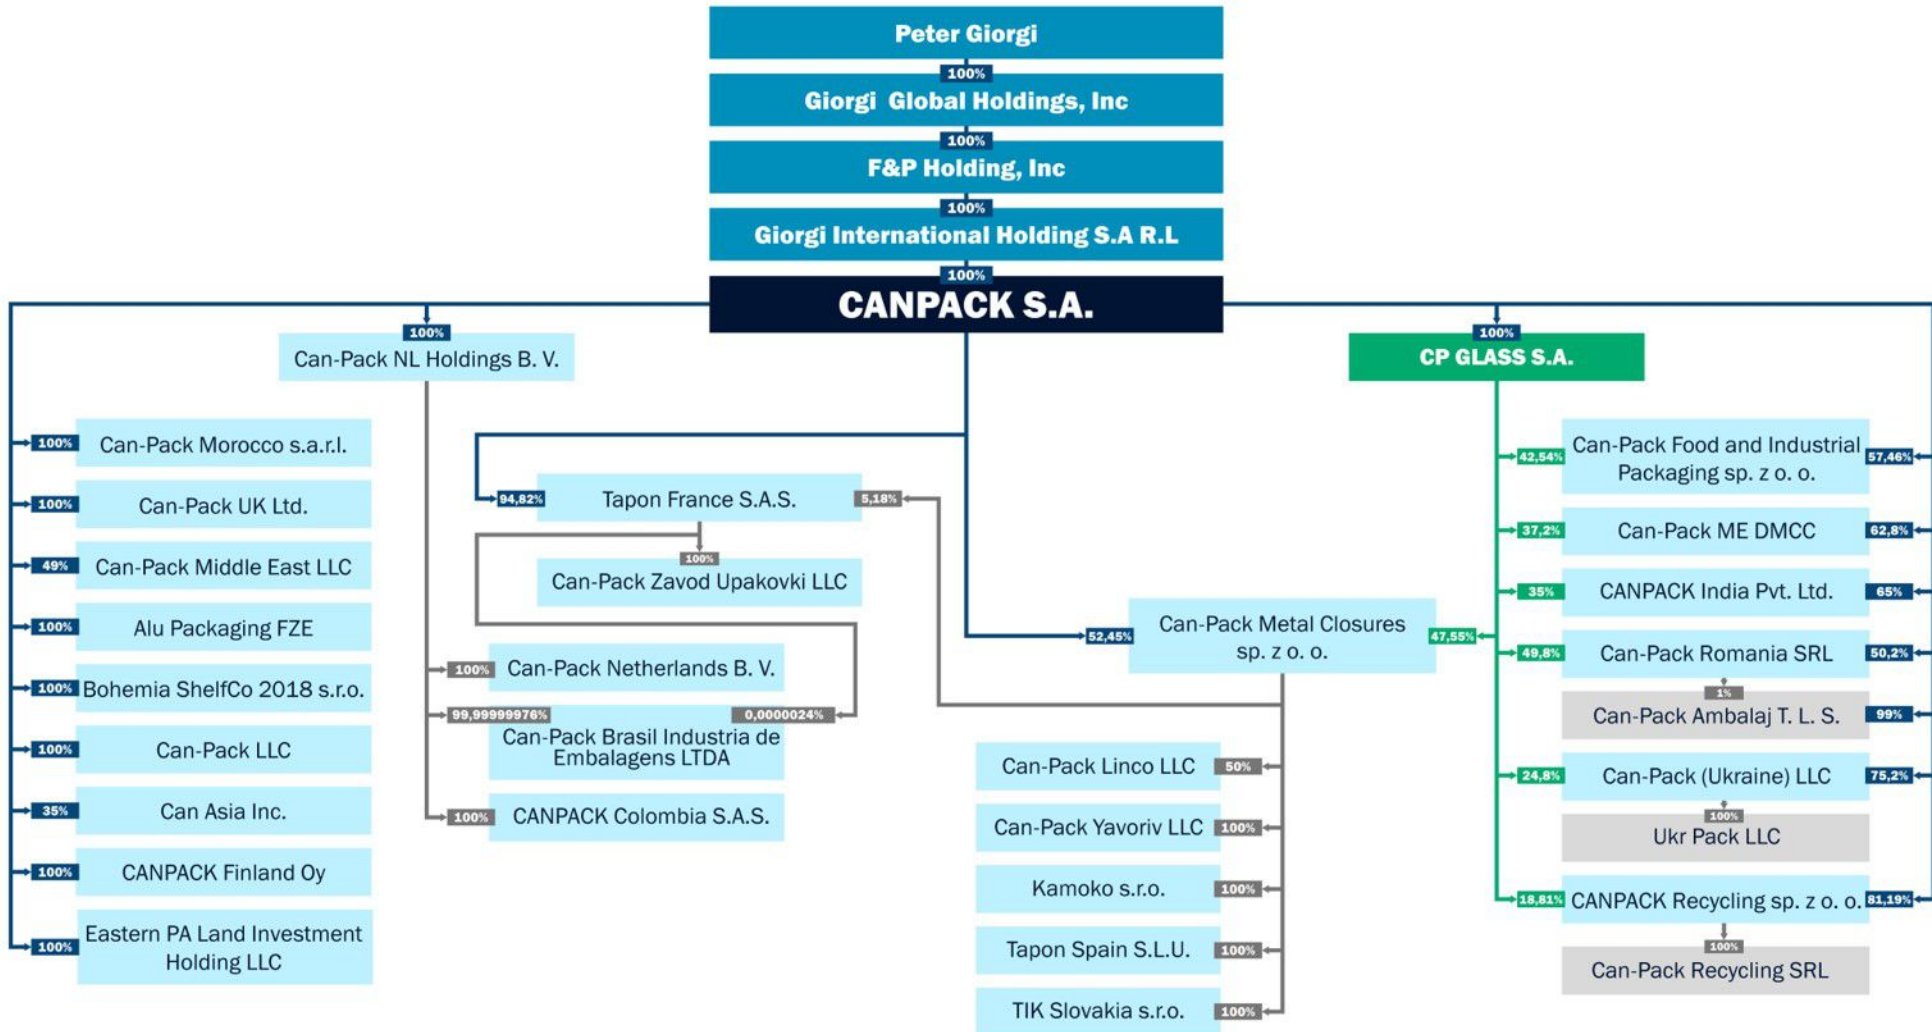 Peter Giorgi
100%
Giorgi Global Holdings, Inc
100%
F&P Holding, Inc
100%
Giorgi International Holding S.A R.L
100%
CANPACK S.A.
100%
Can-Pack NL Holdings B. V.
100%
CP GLASS S.A.
100%
Can-Pack Morocco s.a.r.l.
100%
Can-Pack UK Ltd.
49%
Can-Pack Middle East LLC
100%
Alu Packaging FZE
100%
Bohemia ShelfCo 2018 s.r.o.
100%
Can-Pack LLC
35%
Can Asia Inc.
100%
CANPACK Finland Oy
100%
Eastern PA Land Investment
Holding LLC
94,82%
Tapon France S.A.S.
5,18%
100%
Can-Pack Zavod Upakovki LLC
100%
Can-Pack Netherlands B. V.
99,99999976%
0,0000024%
Can-Pack Brasil Industria de
Embalagens LTDA
100%
CANPACK Colombia S.A.S.
52,45%
Can-Pack Metal Closures
sp. z o. o.
47,55%
Can-Pack Linco LLC
50%
Can-Pack Yavoriv LLC
100%
Kamoko s.r.o.
100%
Tapon Spain S.L.U.
100%
TIK Slovakia s.r.o.
100%
42,54%
Can-Pack Food and Industrial
Packaging sp. z o. o.
57,46%
37,2%
Can-Pack ME DMCC
62,8%
35%
CANPACK India Pvt. Ltd.
65%
49,8%
Can-Pack Romania SRL
50,2%
1%
Can-Pack Ambalaj T. L. S.
99%
24,8%
Can-Pack (Ukraine) LLC
75,2%
100%
Ukr Pack LLC
18,81%
CANPACK Recycling sp. z o. o.
81,19%
100%
Can-Pack Recycling SRL